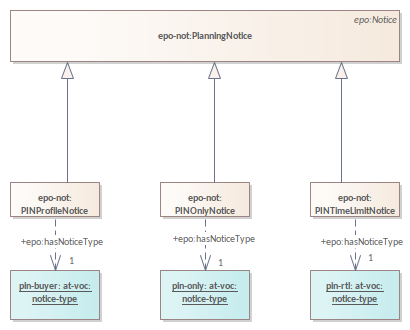 epo:Notice
epo-not:PlanningNotice
epo-not:
PINProfileNotice
epo-not:
PINOnlyNotice
epo-not:
PINTimeLimitNotice
+epo:hasNoticeType
+epo:hasNoticeType
+epo:hasNoticeType
1
1
1
pin-buyer: at-voc:
notice-type
pin-only: at-voc:
notice-type
pin-rtl: at-voc:
notice-type